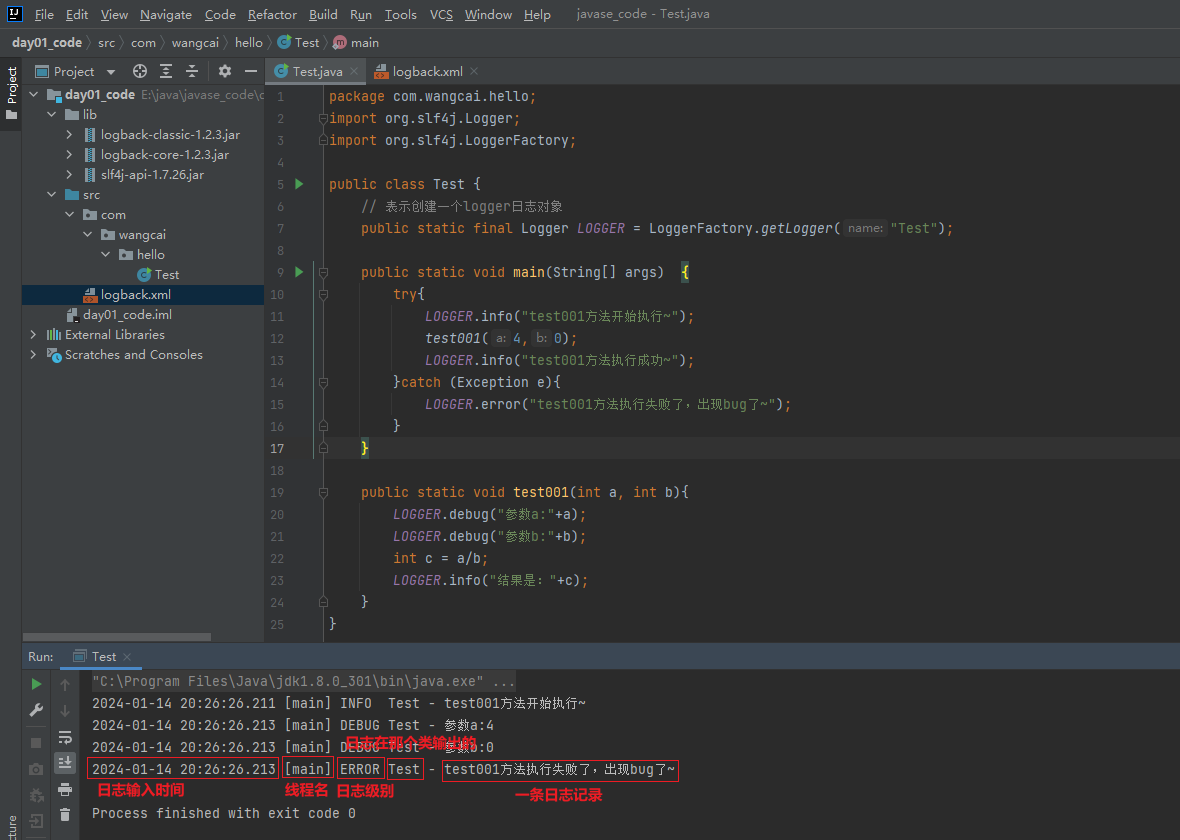 File Edit View Navigate Code Refactor Build Run Tools VCS Window Help javase_code - Test.java
day01_code src com wangcai hello Test main
Project
Project
Test.java
logback.xml
day01_code E:\java\javase_code\
lib
logback-classic-1.2.3.jar
logback-core-1.2.3.jar
slf4j-api-1.7.26.jar
src
com
wangcai
hello
Test
logback.xml
day01_code.iml
External Libraries
Scratches and Consoles
1 package com.wangcai.hello;
2 import org.slf4j.Logger;
3 import org.slf4j.LoggerFactory;
4
5 public class Test {
6 // 表示创建一个logger日志对象
7 public static final Logger LOGGER = LoggerFactory.getLogger( name: "Test");
8
9 public static void main(String[] args) {
10 try{
11 LOGGER.info("test001方法开始执行~");
12 test001( a: 4, b: 0);
13 LOGGER.info("test001方法执行成功~");
14 }catch (Exception e){
15 LOGGER.error("test001方法执行失败了，出现bug了~");
16 }
17 }
18
19 public static void test001(int a, int b){
20 LOGGER.debug("参数a:"+a);
21 LOGGER.debug("参数b:"+b);
22 int c = a/b;
23 LOGGER.info("结果是："+c);
24 }
25 }
Run: Test
"C:\Program Files\Java\jdk1.8.0_301\bin\java.exe" ...
2024-01-14 20:26:26.211 [main] INFO  Test - test001方法开始执行~
2024-01-14 20:26:26.213 [main] DEBUG Test - 参数a:4
日志在那个类输出的
2024-01-14 20:26:26.213 [main] DEBUG Test - 参数b:0
2024-01-14 20:26:26.213 [main] ERROR Test - test001方法执行失败了，出现bug了~
日志输入时间 线程名 日志级别 一条日志记录
Process finished with exit code 0